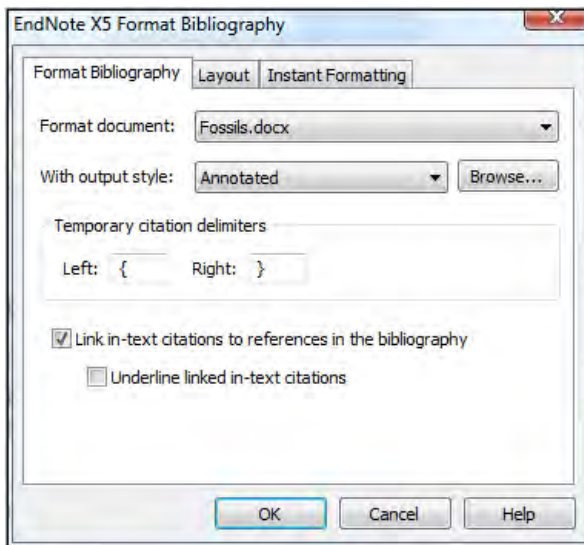 EndNote X5 Format Bibliography
Format Bibliography Layout Instant Formatting
Format document: Fossils.docx
With output style: Annotated Browse...
Temporary citation delimiters
Left: { Right: }
Link in-text citations to references in the bibliography
Underline linked in-text citations
OK Cancel Help